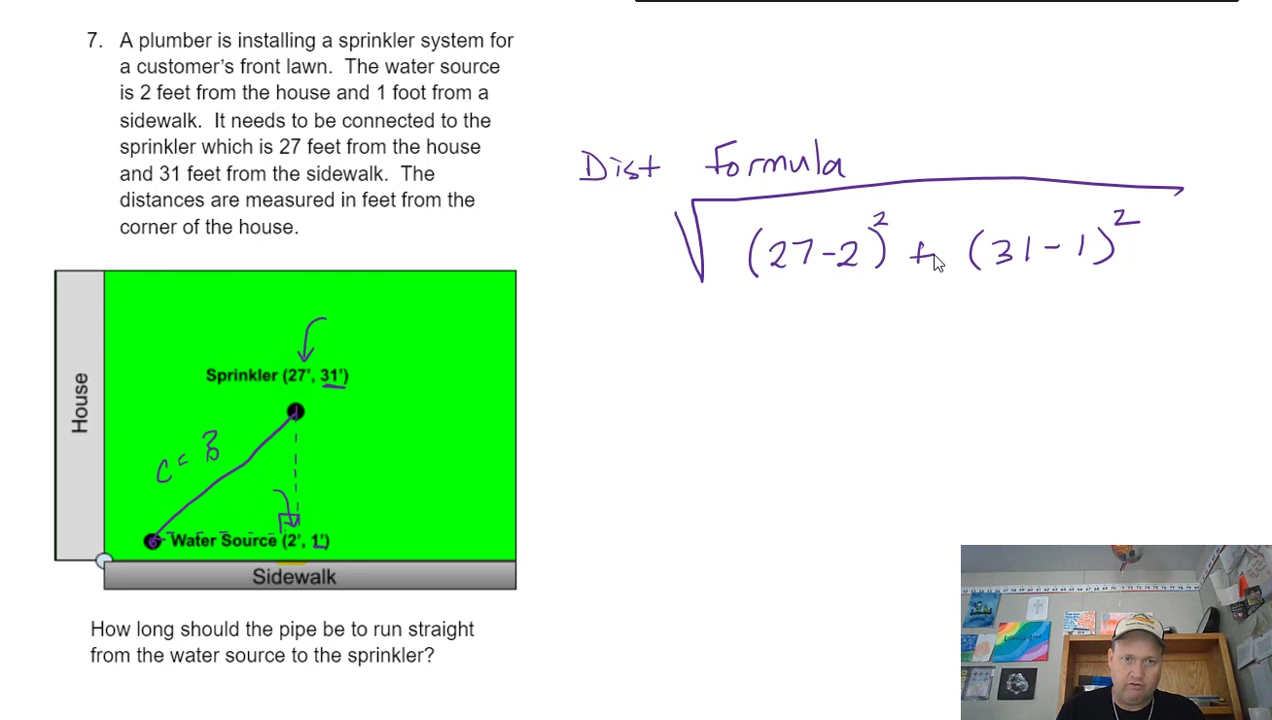 7. A plumber is installing a sprinkler system for
a customer's front lawn. The water source
is 2 feet from the house and 1 foot from a
sidewalk. It needs to be connected to the
sprinkler which is 27 feet from the house
and 31 feet from the sidewalk. The
distances are measured in feet from the
corner of the house.
House
Sprinkler (27', 31')
c =
Water Source (2', 1')
Sidewalk
How long should the pipe be to run straight
from the water source to the sprinkler?
Dist Formula
√(27-2)² + (31-1)²